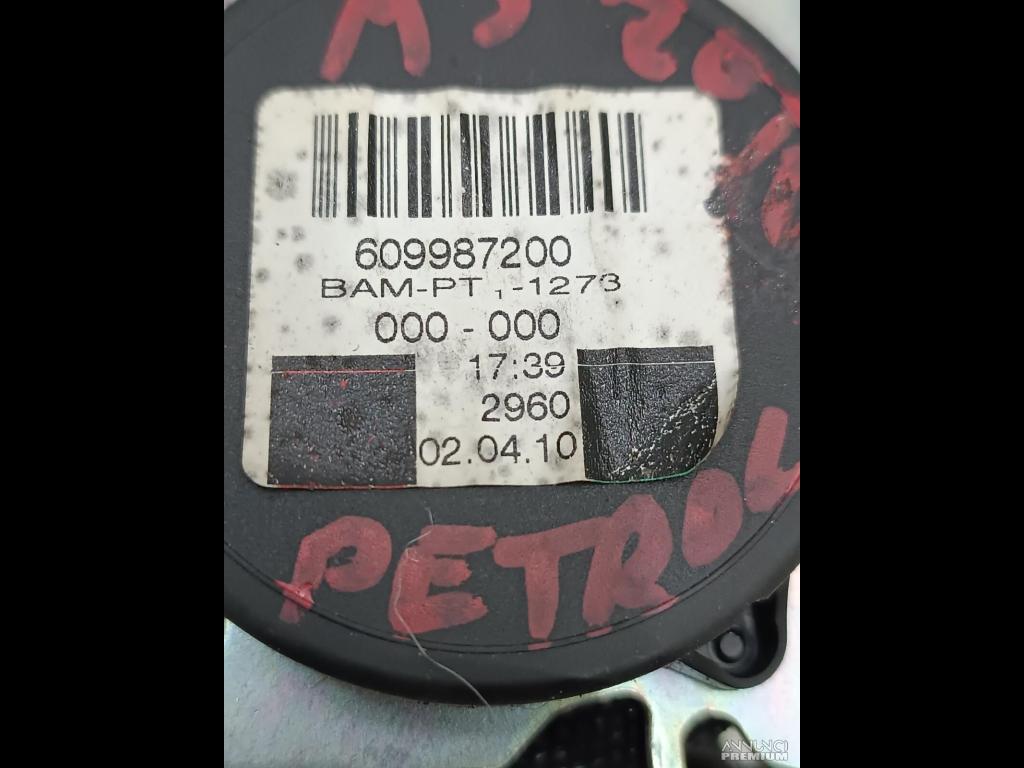 609987200
BAM-PT 1-1273
000 - 000
17:39
2960
02.04.10
PETROL
ANNUNCI
PREMIUM